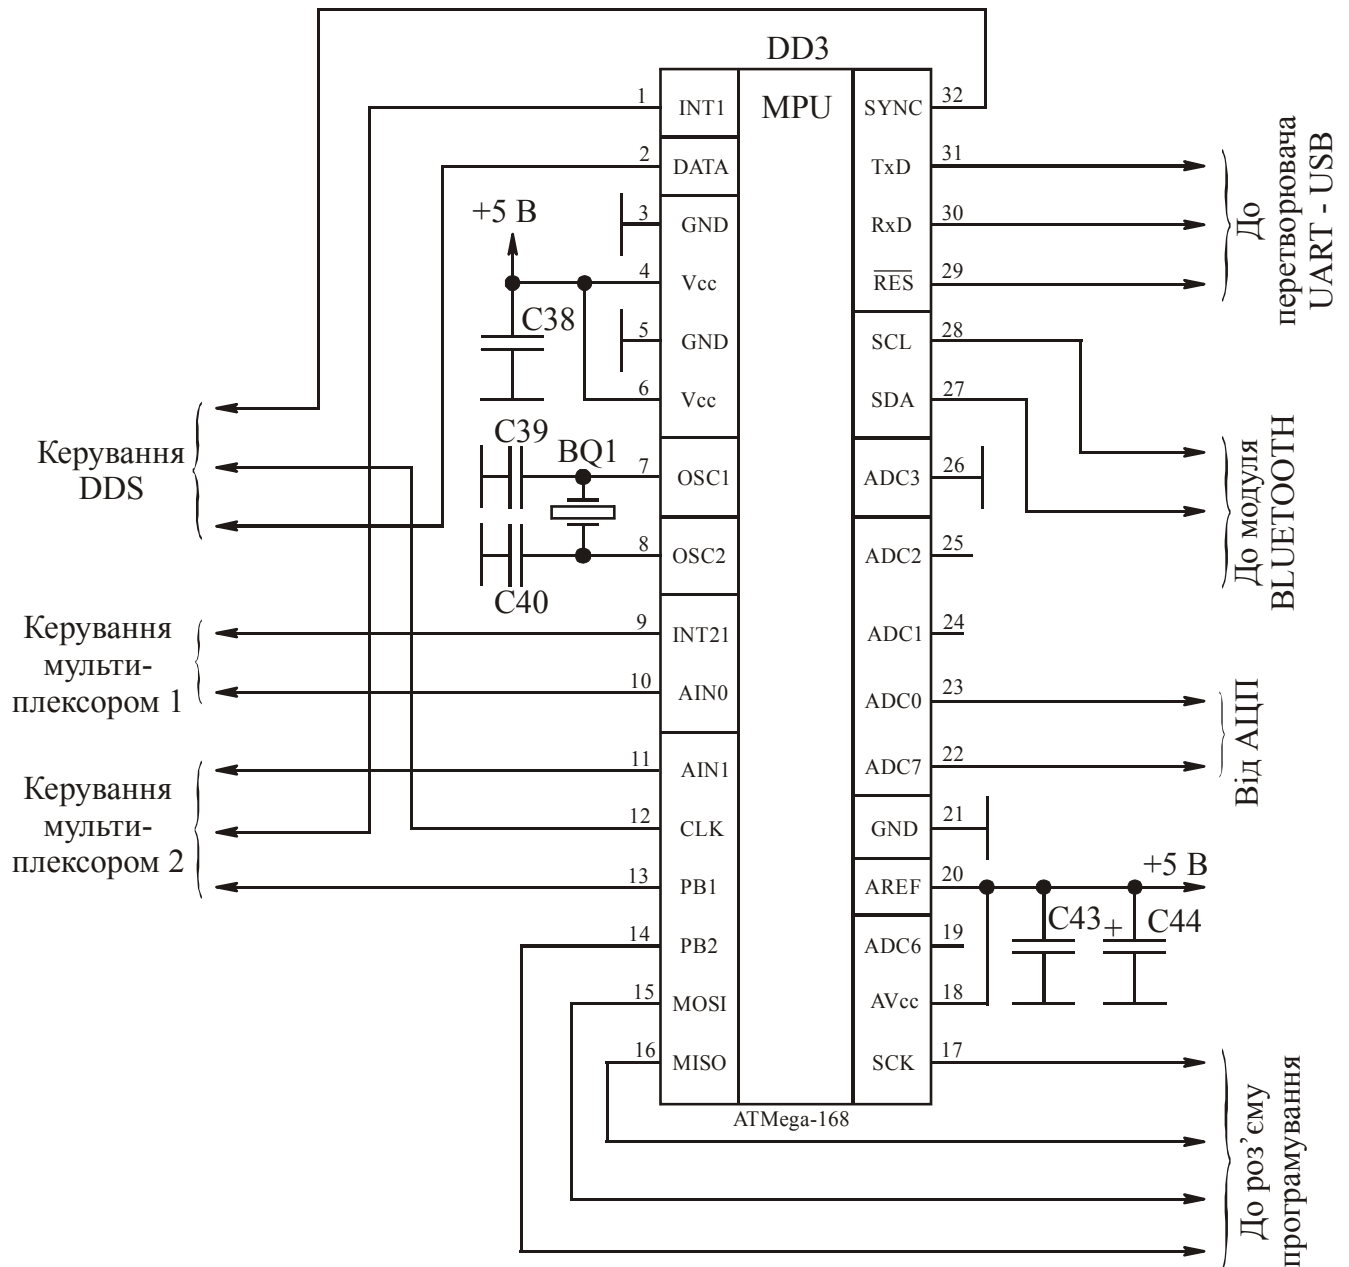 DD3
MPU
1
INT1
2
DATA
3
GND
4
Vcc
5
GND
6
Vcc
7
OSC1
8
OSC2
9
INT21
10
AIN0
11
AIN1
12
CLK
13
PB1
14
PB2
15
MOSI
16
MISO
SYNC
32
TxD
31
RxD
30
RES
29
SCL
28
SDA
27
ADC3
26
ADC2
25
ADC1
24
ADC0
23
ADC7
22
GND
21
AREF
20
ADC6
19
AVcc
18
SCK
17
ATMega-168
+5 В
C38
C39
BQ1
C40
Керування
DDS
Керування
мульти-
плексором 1
Керування
мульти-
плексором 2
До
перетворювача
UART - USB
До модуля
BLUETOOTH
Від АЦП
+5 В
C43
+
C44
До роз’єму
програмування